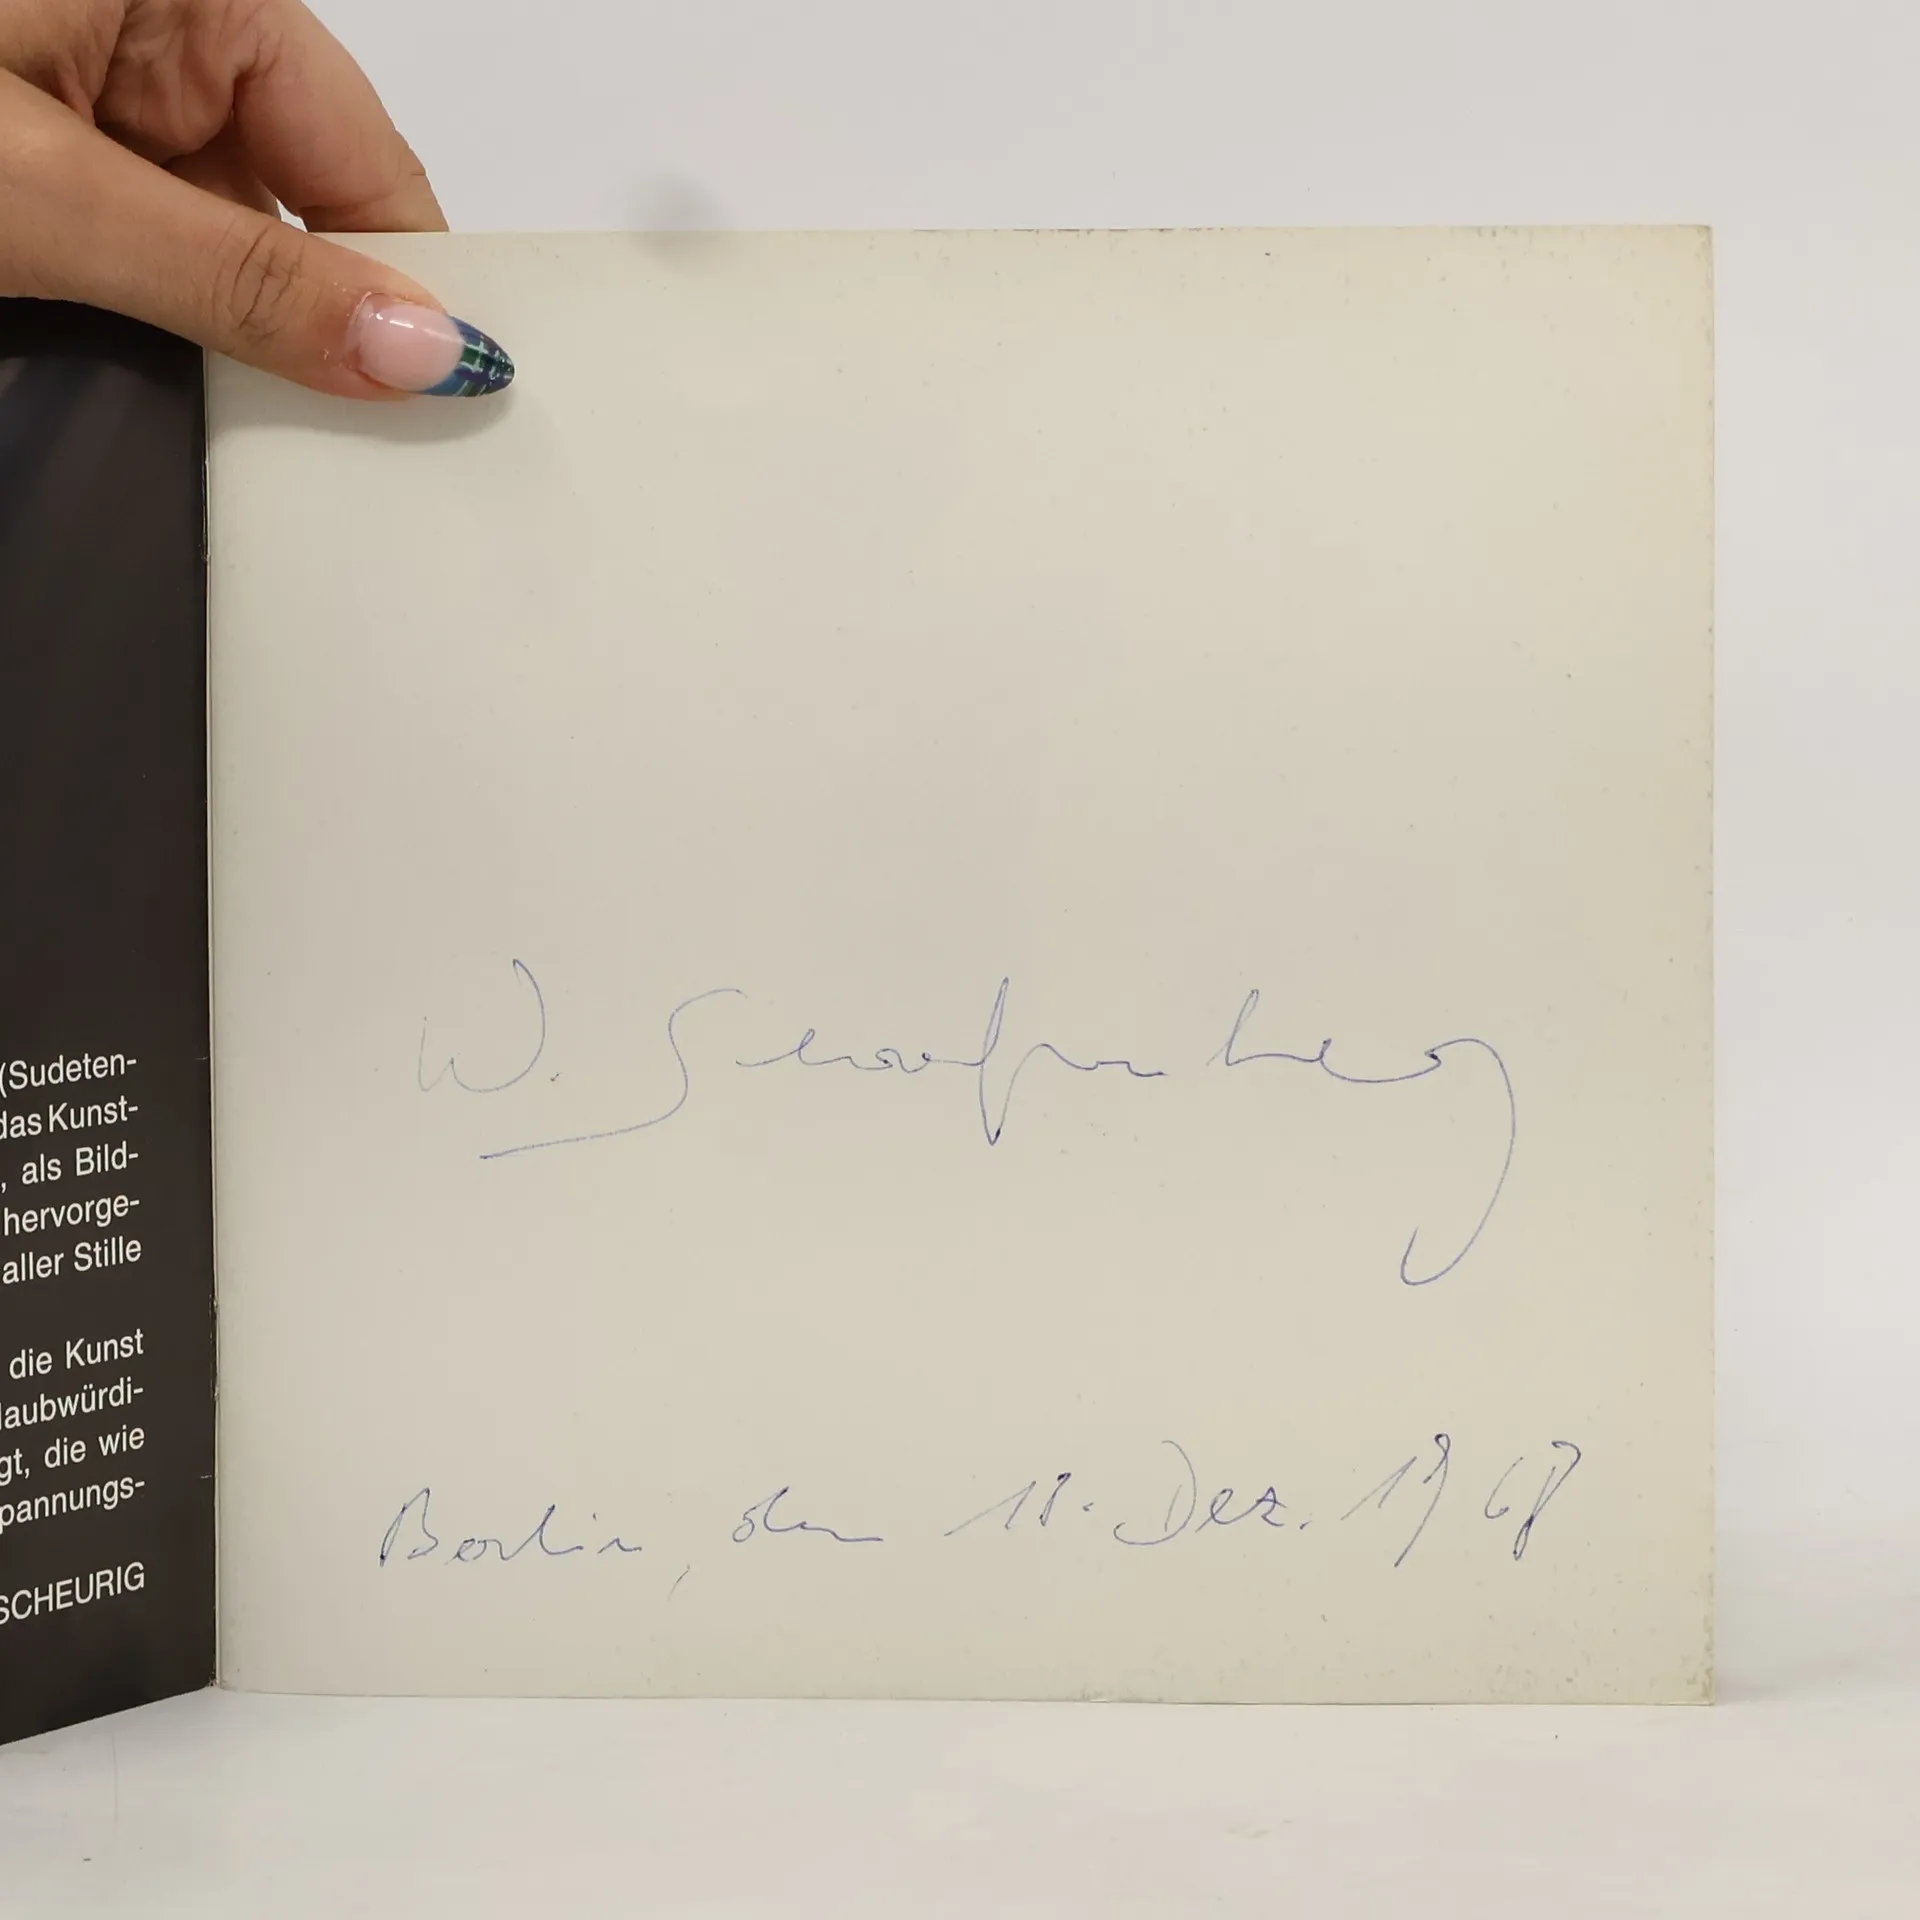 (Sudeten-
das Kunst-
, als Bild-
hervorge-
aller Stille
die Kunst
laubwürdi-
gt, die wie
pannungs-
SCHEURIG
W. Scharfenberg
Berlin, den 18. Dez. 1968